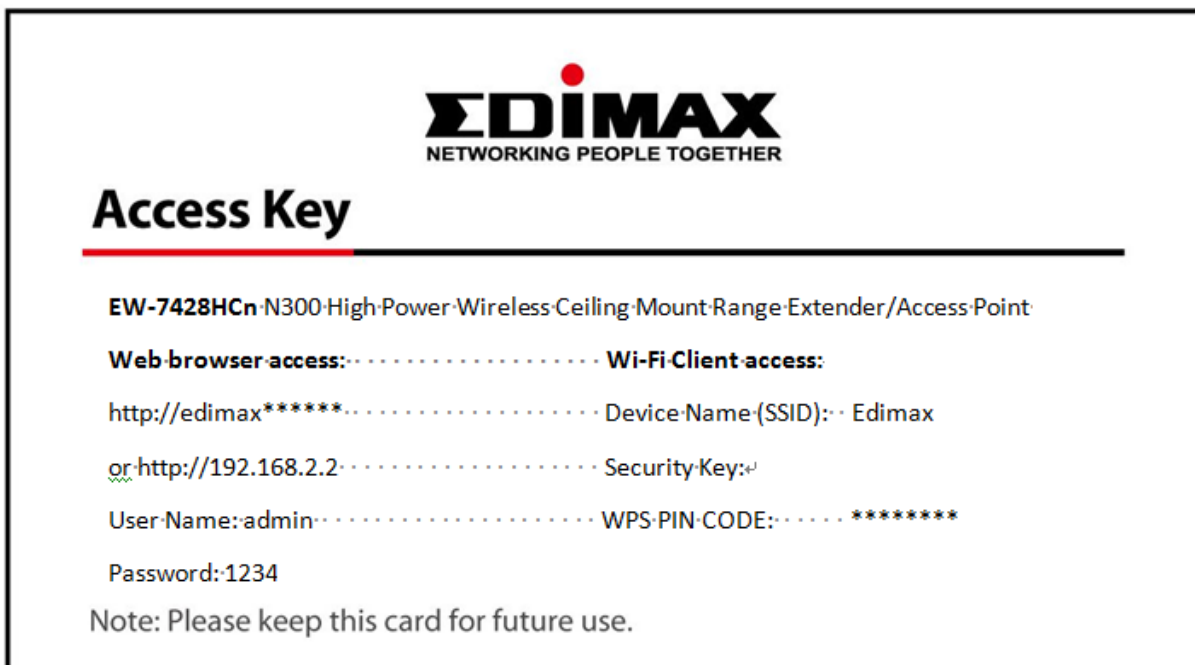 EDIMAX
NETWORKING PEOPLE TOGETHER
Access Key
EW-7428HCn N300 High Power Wireless Ceiling Mount Range Extender/Access Point
Web browser access: Wi-Fi Client access:
http://edimax****** Device Name (SSID): Edimax
or http://192.168.2.2 Security Key:
User Name: admin WPS PIN CODE: ********
Password: 1234
Note: Please keep this card for future use.